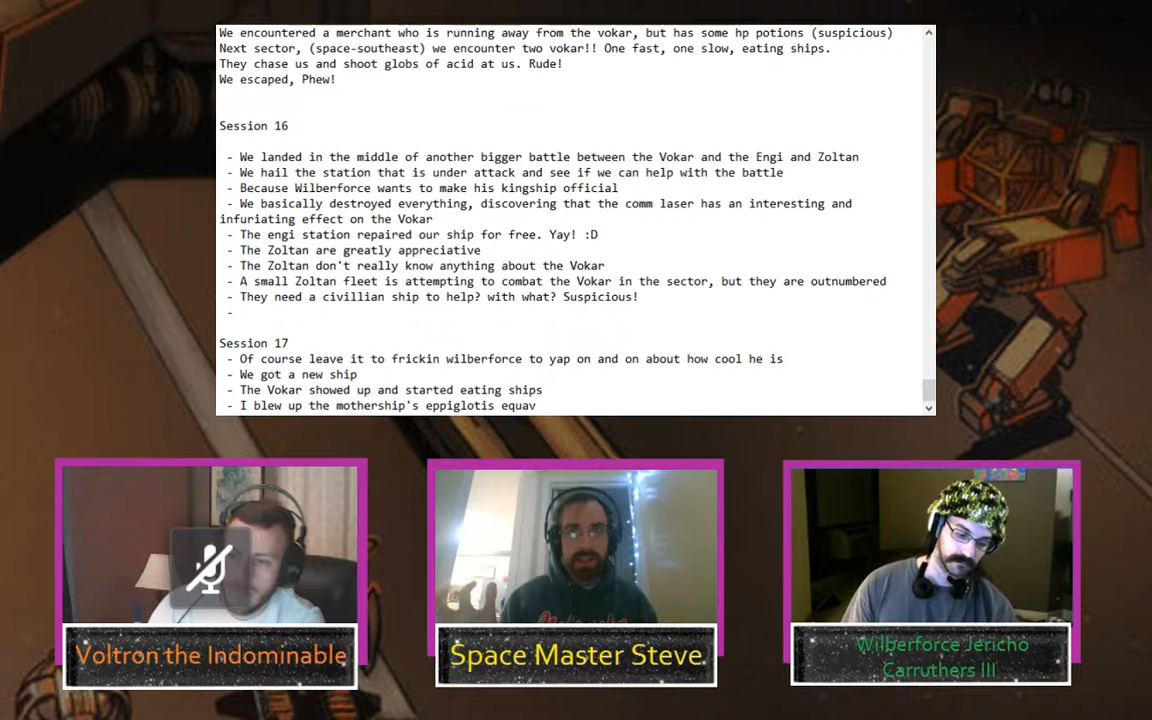 We encountered a merchant who is running away from the vokar, but has some hp potions (suspicious)
Next sector, (space-southeast) we encounter two vokar!! One fast, one slow, eating ships.
They chase us and shoot globs of acid at us. Rude!
We escaped, Phew!
Session 16
- We landed in the middle of another bigger battle between the Vokar and the Engi and Zoltan
- We hail the station that is under attack and see if we can help with the battle
- Because Wilberforce wants to make his kingship official
- We basically destroyed everything, discovering that the comm laser has an interesting and
infuriating effect on the Vokar
- The engi station repaired our ship for free. Yay! :D
- The Zoltan are greatly appreciative
- The Zoltan don't really know anything about the Vokar
- A small Zoltan fleet is attempting to combat the Vokar in the sector, but they are outnumbered
- They need a civillian ship to help? with what? Suspicious!
-
Session 17
- Of course leave it to frickin wilberforce to yap on and on about how cool he is
- We got a new ship
- The Vokar showed up and started eating ships
- I blew up the mothership's eppiglotis equav
Voltron the Indominable
Space Master Steve
Wilberforce Jericho
Carruthers III